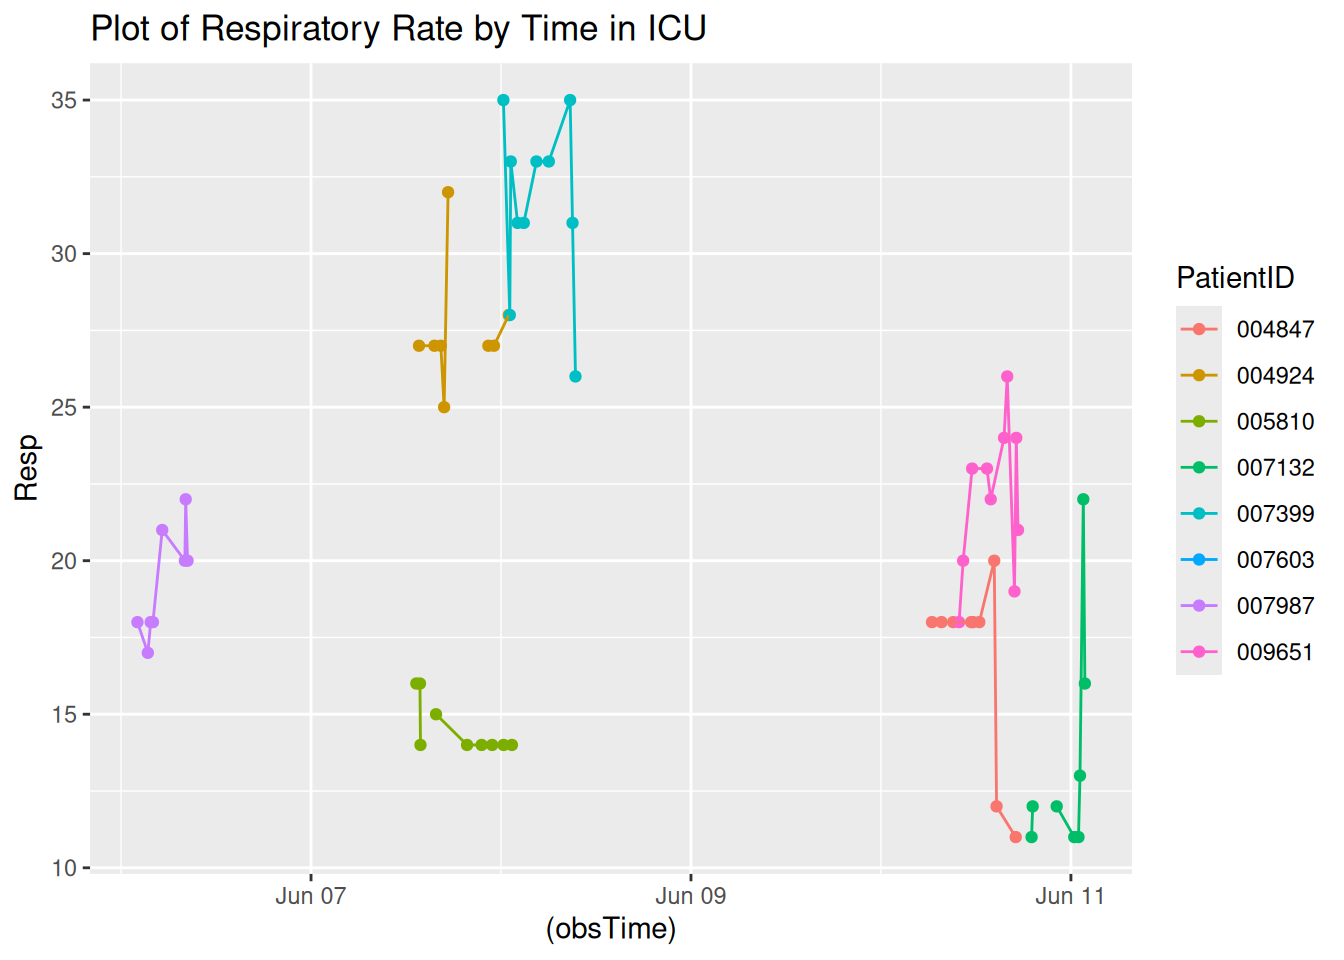 Plot of Respiratory Rate by Time in ICU
35
30
25
20
15
10
Resp
Jun 07
Jun 09
Jun 11
(obsTime)
PatientID
004847
004924
005810
007132
007399
007603
007987
009651